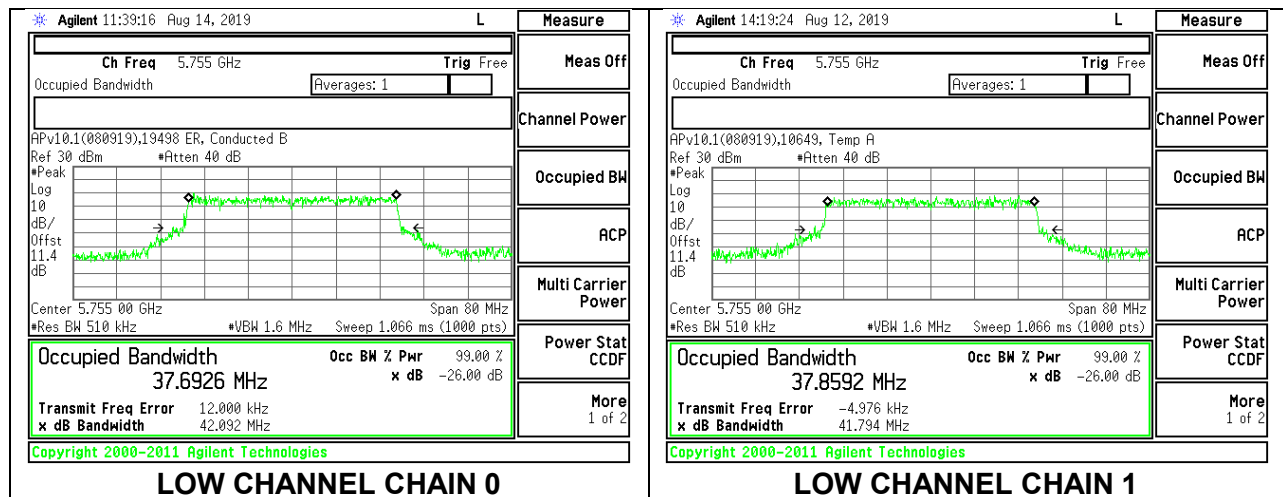 Agilent 11:39:16 Aug 14, 2019 L Measure
Ch Freq 5.755 GHz Trig Free
Occupied Bandwidth Averages: 1
APv10.1(080919),19498 ER, Conducted B
Ref 30 dBm #Atten 40 dB
#Peak
Log
10
dB/
Offst
11.4
dB
Center 5.755 00 GHz Span 80 MHz
#Res BW 510 kHz #VBW 1.6 MHz Sweep 1.066 ms (1000 pts)
Occupied Bandwidth Occ BW % Pwr 99.00 %
37.6926 MHz x dB -26.00 dB
Transmit Freq Error 12.000 kHz
x dB Bandwidth 42.092 MHz
Copyright 2000-2011 Agilent Technologies
Meas Off
Channel Power
Occupied BW
ACP
Multi Carrier
Power
Power Stat
CCDF
More
1 of 2
LOW CHANNEL CHAIN 0
Agilent 14:19:24 Aug 12, 2019 L Measure
Ch Freq 5.755 GHz Trig Free
Occupied Bandwidth Averages: 1
APv10.1(080919),10649, Temp A
Ref 30 dBm #Atten 40 dB
#Peak
Log
10
dB/
Offst
11.4
dB
Center 5.755 00 GHz Span 80 MHz
#Res BW 510 kHz #VBW 1.6 MHz Sweep 1.066 ms (1000 pts)
Occupied Bandwidth Occ BW % Pwr 99.00 %
37.8592 MHz x dB -26.00 dB
Transmit Freq Error -4.976 kHz
x dB Bandwidth 41.794 MHz
Copyright 2000-2011 Agilent Technologies
Meas Off
Channel Power
Occupied BW
ACP
Multi Carrier
Power
Power Stat
CCDF
More
1 of 2
LOW CHANNEL CHAIN 1